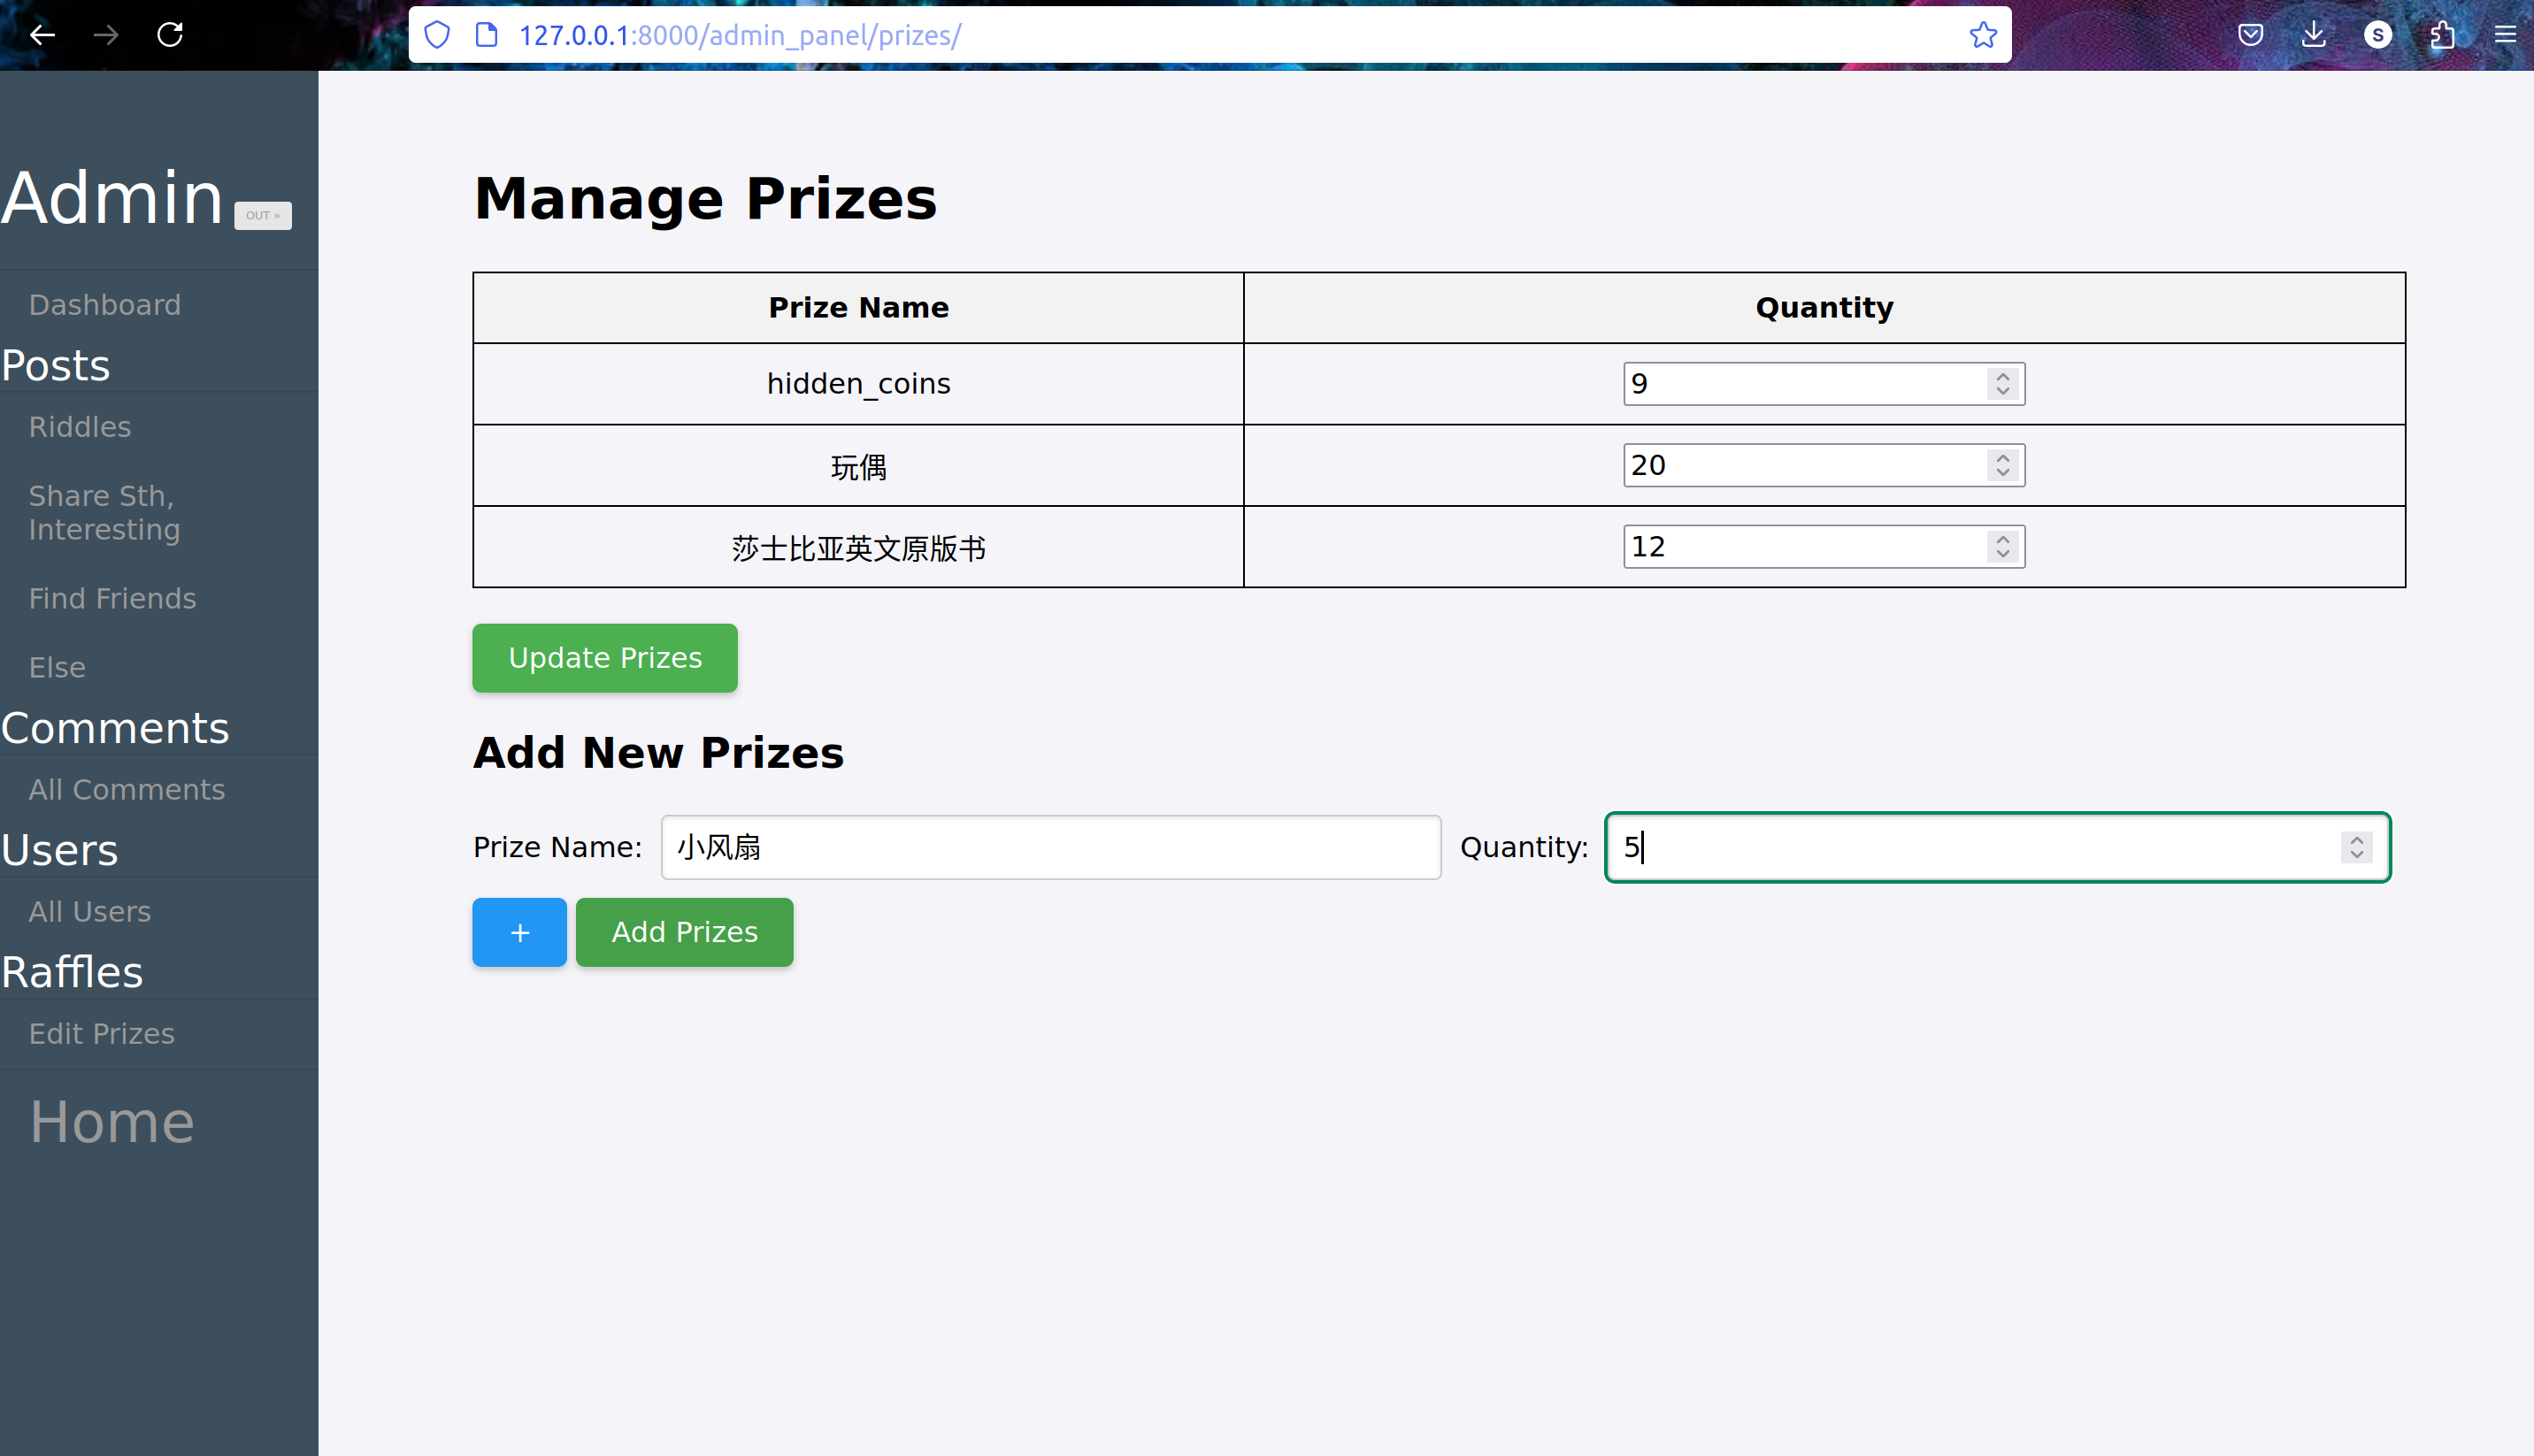 127.0.0.1:8000/admin_panel/prizes/
S
Admin OUT »
Dashboard
Posts
Riddles
Share Sth,
Interesting
Find Friends
Else
Comments
All Comments
Users
All Users
Raffles
Edit Prizes
Home
Manage Prizes
Prize Name Quantity
hidden_coins 9
玩偶 20
莎士比亚英文原版书 12
Update Prizes
Add New Prizes
Prize Name: 小风扇 Quantity: 5
+ Add Prizes